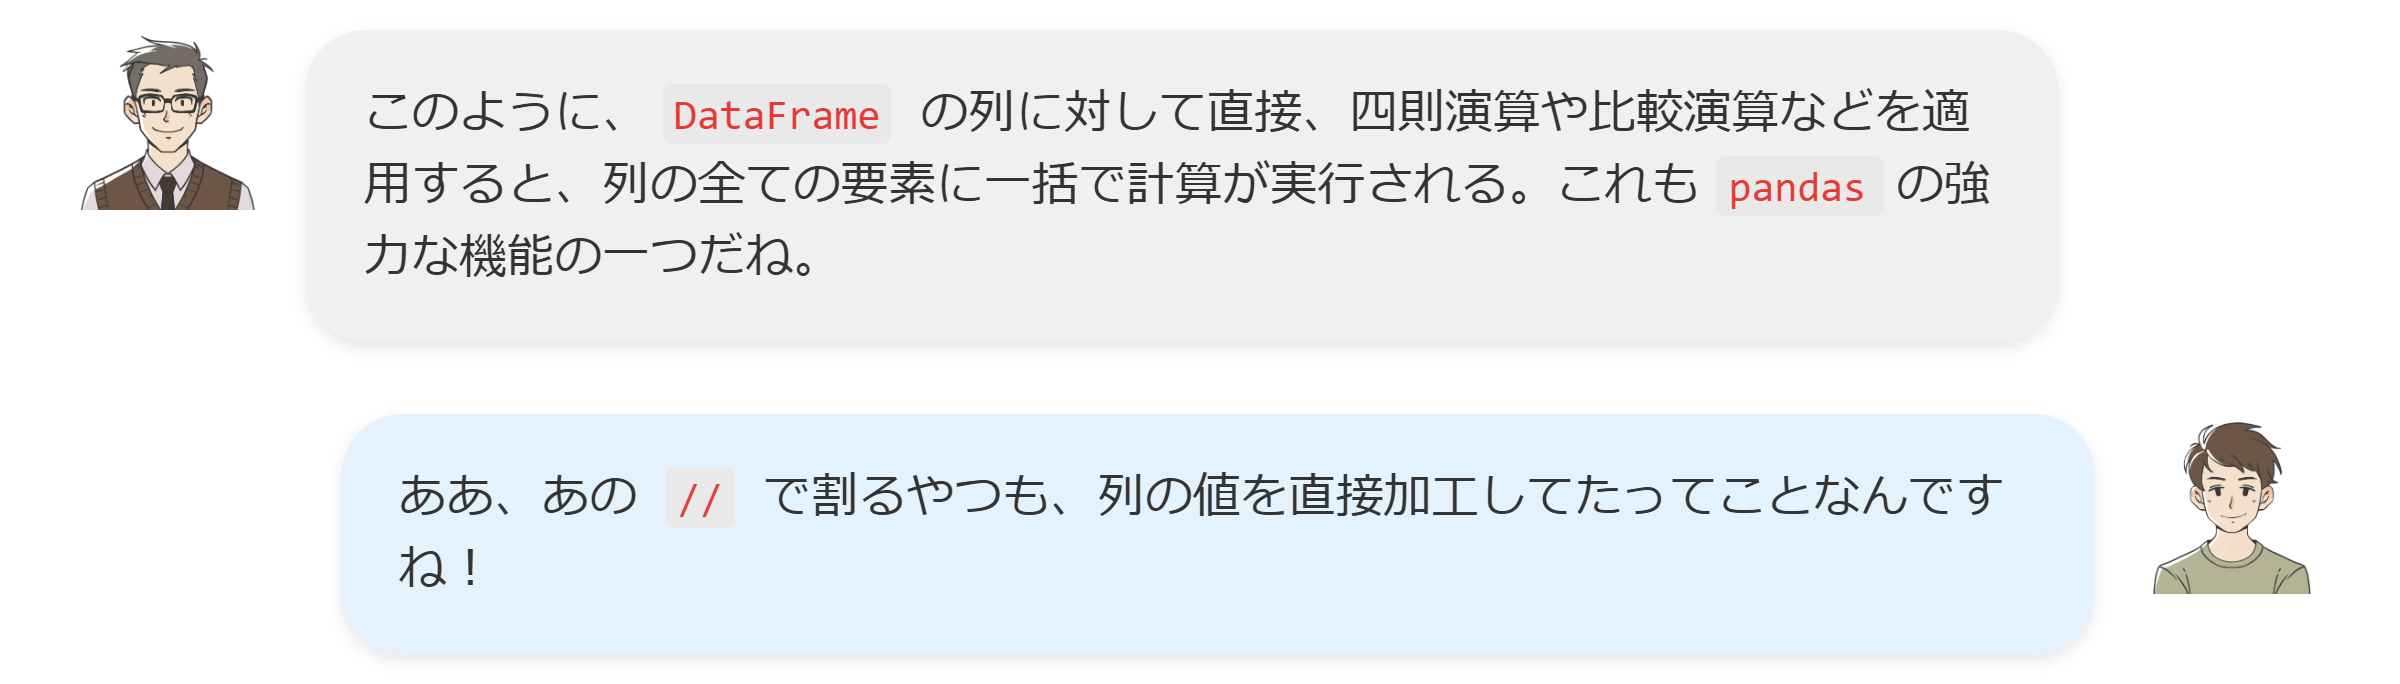 このように、 DataFrame の列に対して直接、四則演算や比較演算などを適
用すると、列の全ての要素に一括で計算が実行される。これも pandas の強
力な機能の一つだね。
ああ、あの // で割るやつも、列の値を直接加工してたってことなんです
ね！